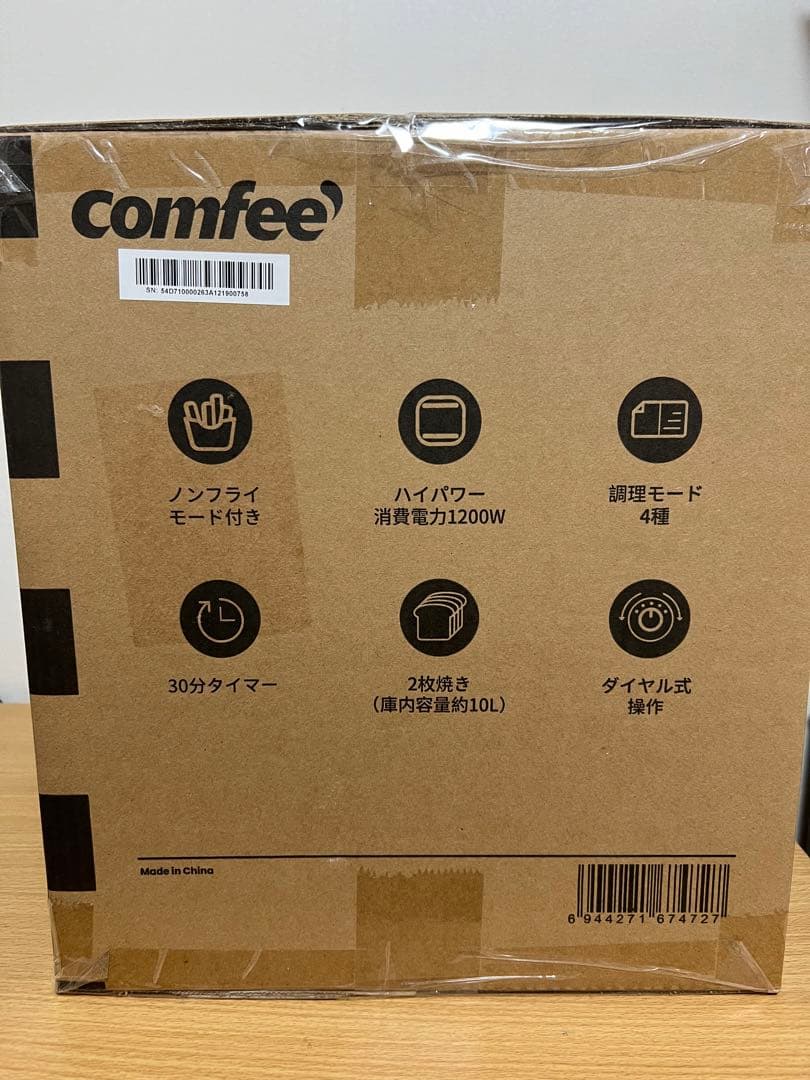 comfee'
SN: 54D710000263A121900758
ノンフライ
モード付き
ハイパワー
消費電力1200W
調理モード
4種
30分タイマー
2枚焼き
（庫内容量約10L）
ダイヤル式
操作
Made in China
6 944271 674727